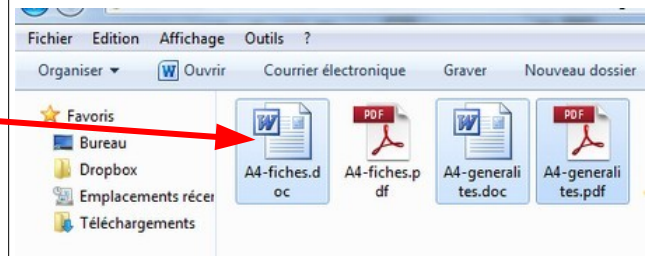 Fichier Edition Affichage Outils ?
Organiser Ouvrir Courrier électronique Graver Nouveau dossier
Favoris
Bureau
Dropbox
Emplacements récer
Téléchargements
W PDF W PDF
A4-fiches.d A4-fiches.p A4-generali A4-generali
oc df tes.doc tes.pdf